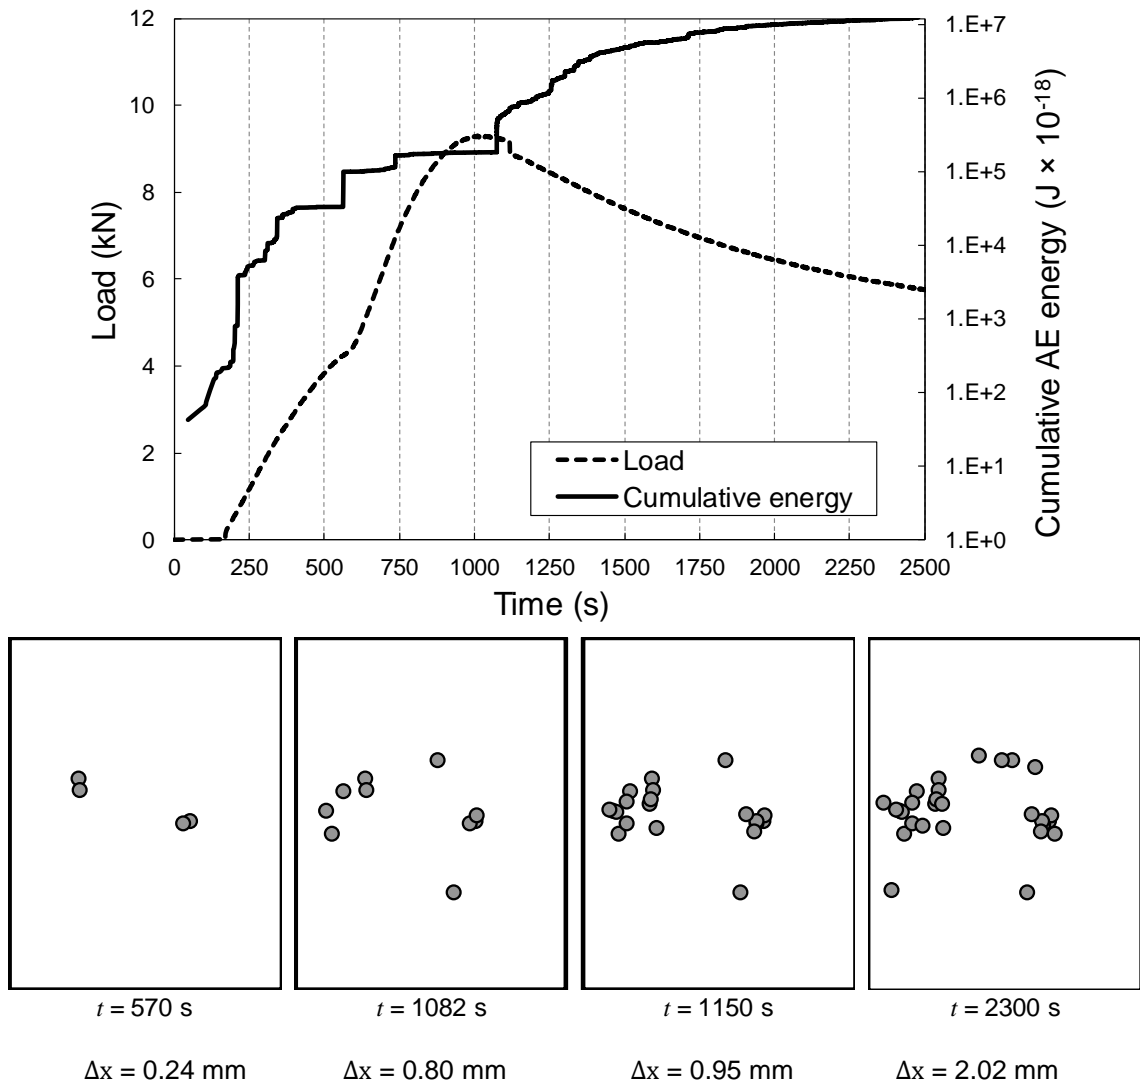 12
10
8
6
4
2
0
Load (kN)
1.E+7
1.E+6
1.E+5
1.E+4
1.E+3
1.E+2
1.E+1
1.E+0
Cumulative AE energy (J × 10-18)
Load
Cumulative energy
0 250 500 750 1000 1250 1500 1750 2000 2250 2500
Time (s)
t = 570 s t = 1082 s t = 1150 s t = 2300 s
Δx = 0.24 mm Δx = 0.80 mm Δx = 0.95 mm Δx = 2.02 mm